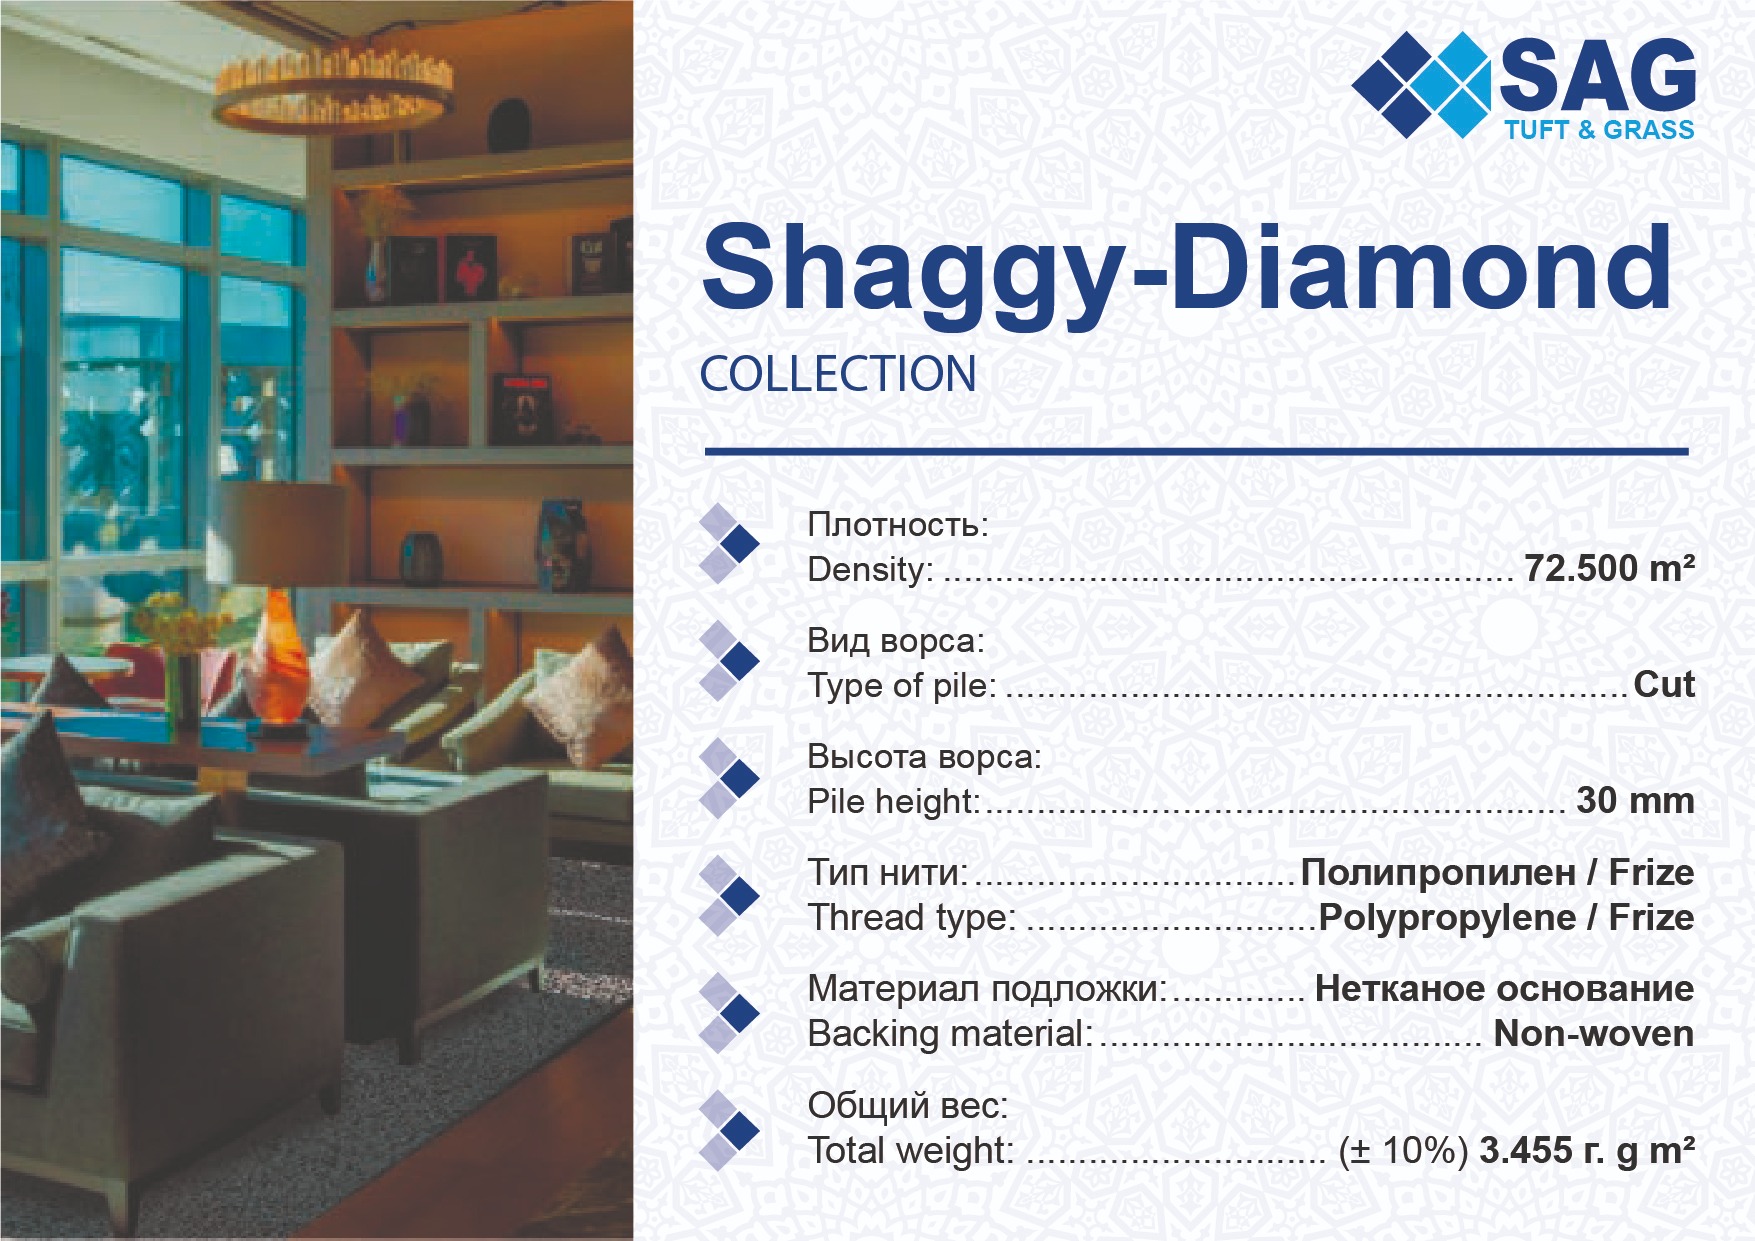 SAG
TUFT & GRASS
Shaggy-Diamond
COLLECTION
Плотность:
Density: ........................................................ 72.500 m²
Вид ворса:
Type of pile: ............................................................. Cut
Высота ворса:
Pile height: ........................................................ 30 mm
Тип нити: ............................... Полипропилен / Frize
Thread type: ............................ Polypropylene / Frize
Материал подложки: ............. Нетканое основание
Backing material: ..................................... Non-woven
Общий вес:
Total weight: ............................. (± 10%) 3.455 г. g m²